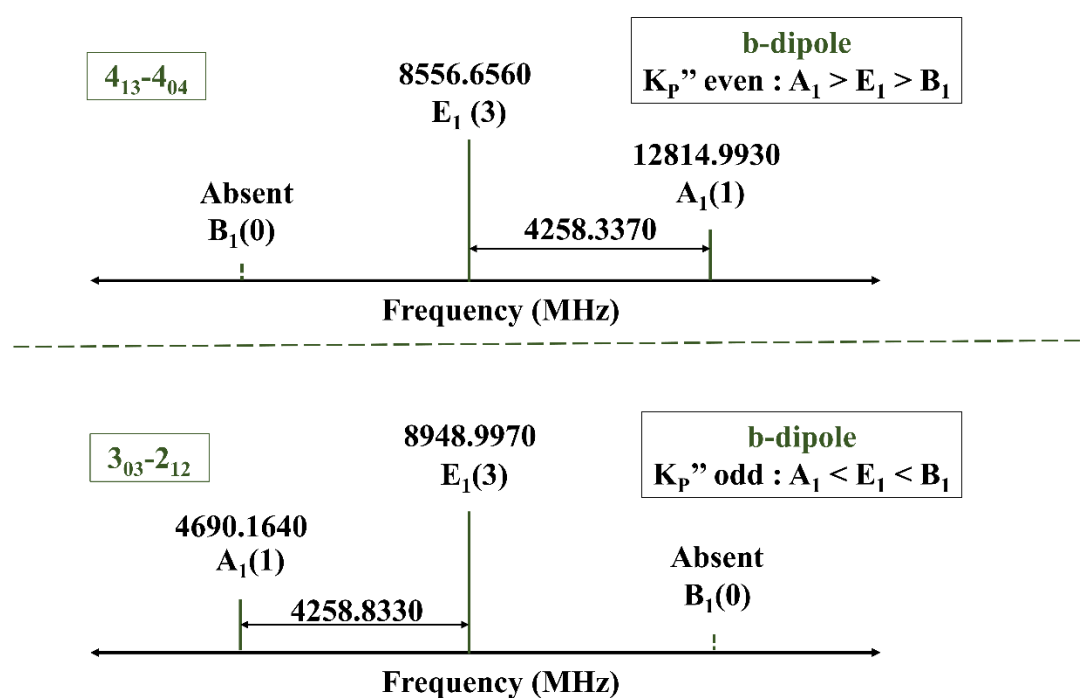 4₁₃-4₀₄
8556.6560
E₁ (3)
b-dipole
K_P” even : A₁ > E₁ > B₁
12814.9930
A₁(1)
Absent
B₁(0)
4258.3370
Frequency (MHz)
3₀₃-2₁₂
8948.9970
E₁(3)
b-dipole
K_P” odd : A₁ < E₁ < B₁
4690.1640
A₁(1)
Absent
B₁(0)
4258.8330
Frequency (MHz)